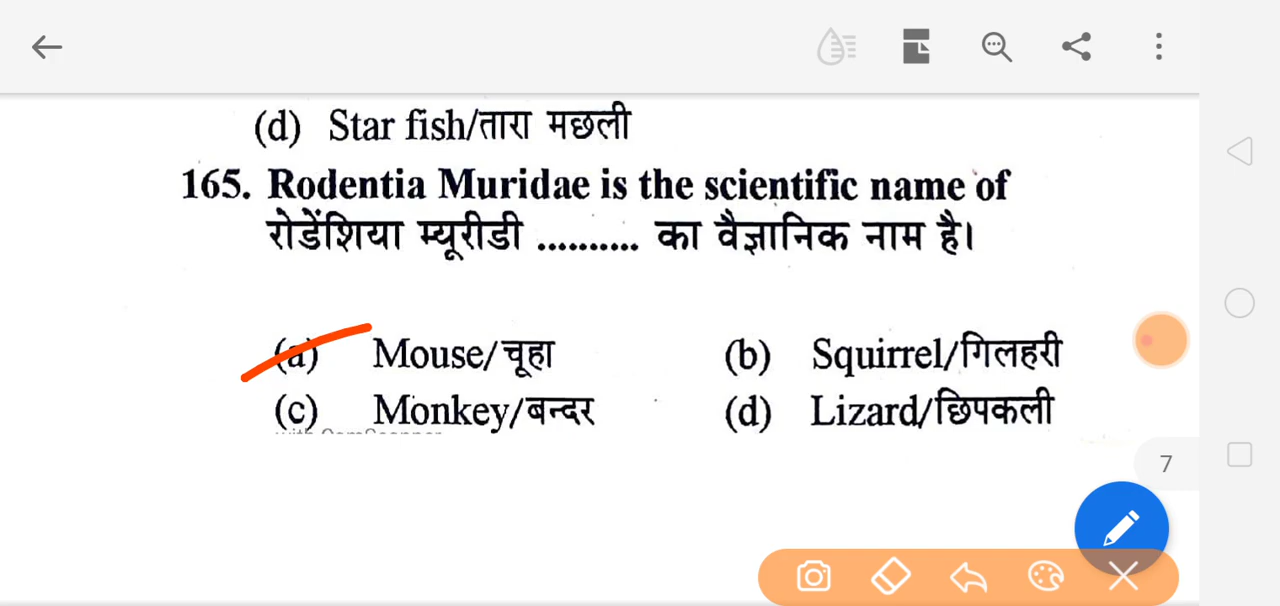 (d) Star fish/तारा मछली
165. Rodentia Muridae is the scientific name of
रोडेंशिया म्यूरीडी .......... का वैज्ञानिक नाम है।
(a) Mouse/चूहा (b) Squirrel/गिलहरी
(c) Monkey/बन्दर (d) Lizard/छिपकली
7